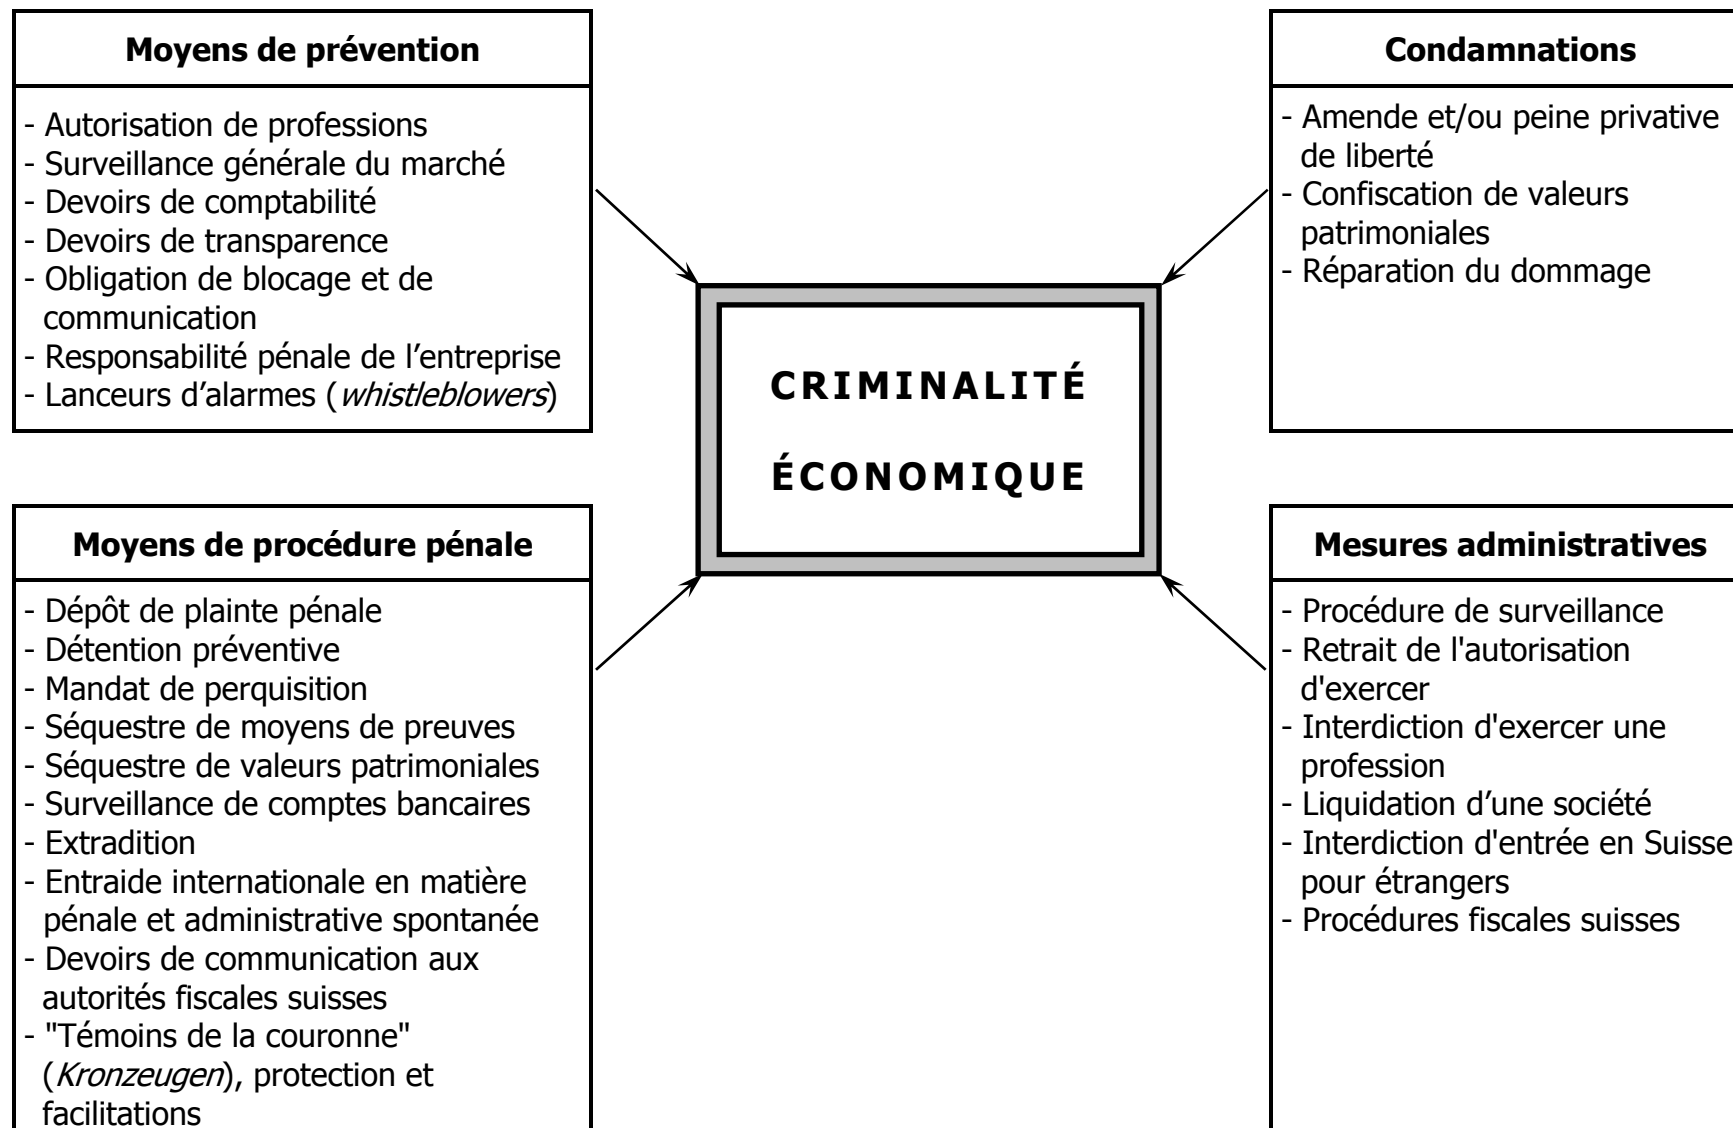 Moyens de prévention
- Autorisation de professions
- Surveillance générale du marché
- Devoirs de comptabilité
- Devoirs de transparence
- Obligation de blocage et de
communication
- Responsabilité pénale de l’entreprise
- Lanceurs d’alarmes (whistleblowers)
Condamnations
- Amende et/ou peine privative
de liberté
- Confiscation de valeurs
patrimoniales
- Réparation du dommage
CRIMINALITÉ
ÉCONOMIQUE
Moyens de procédure pénale
- Dépôt de plainte pénale
- Détention préventive
- Mandat de perquisition
- Séquestre de moyens de preuves
- Séquestre de valeurs patrimoniales
- Surveillance de comptes bancaires
- Extradition
- Entraide internationale en matière
pénale et administrative spontanée
- Devoirs de communication aux
autorités fiscales suisses
- "Témoins de la couronne"
(Kronzeugen), protection et
facilitations
Mesures administratives
- Procédure de surveillance
- Retrait de l'autorisation
d'exercer
- Interdiction d'exercer une
profession
- Liquidation d’une société
- Interdiction d'entrée en Suisse
pour étrangers
- Procédures fiscales suisses